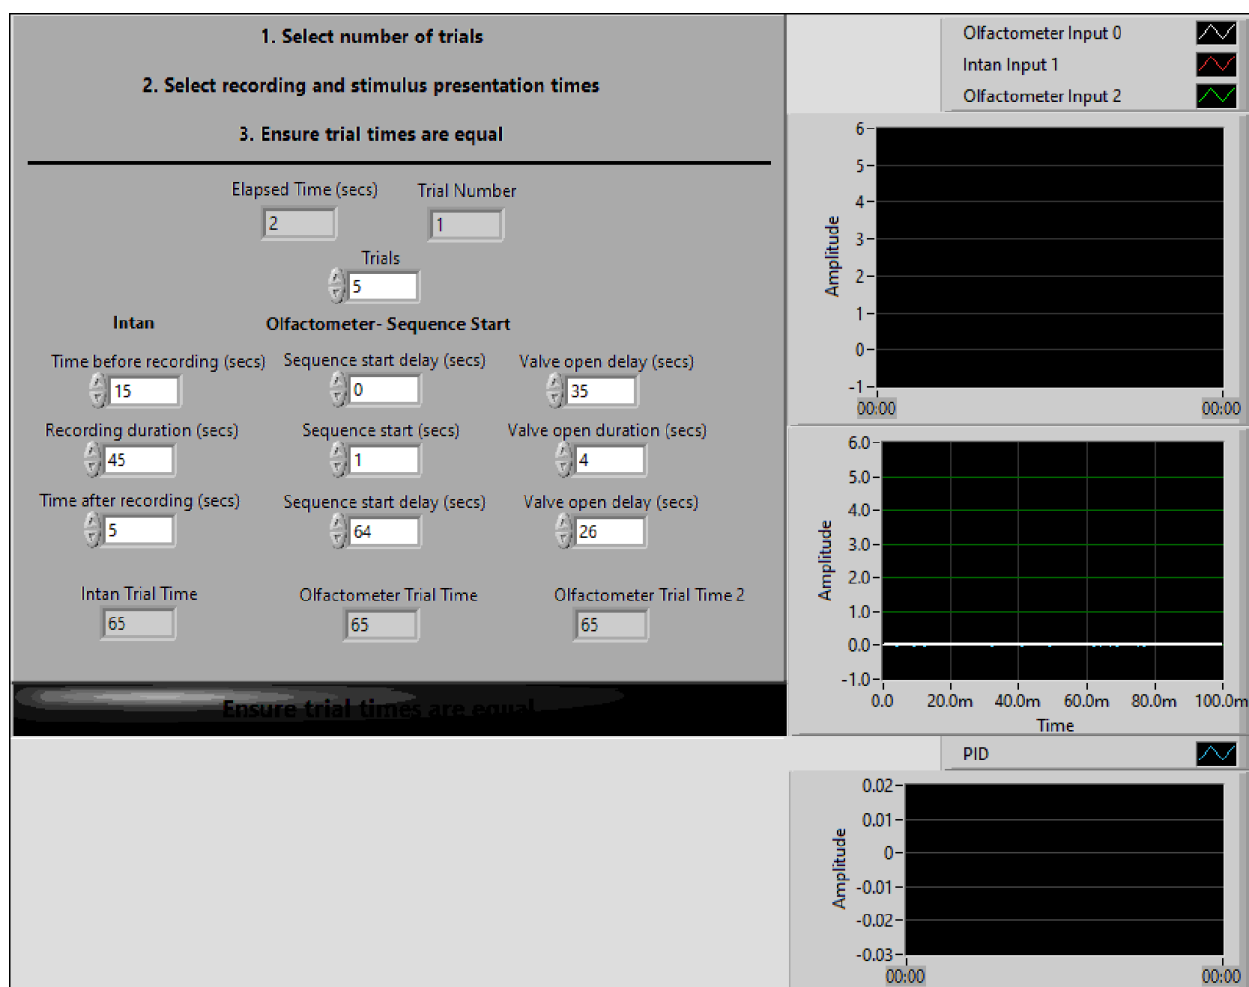 1. Select number of trials
2. Select recording and stimulus presentation times
3. Ensure trial times are equal
Elapsed Time (secs) Trial Number
2 1
Trials
5
Intan Olfactometer- Sequence Start
Time before recording (secs) Sequence start delay (secs) Valve open delay (secs)
15 0 35
Recording duration (secs) Sequence start (secs) Valve open duration (secs)
45 1 4
Time after recording (secs) Sequence start delay (secs) Valve open delay (secs)
5 64 26
Intan Trial Time Olfactometer Trial Time Olfactometer Trial Time 2
65 65 65
Ensure trial times are equal
Olfactometer Input 0
Intan Input 1
Olfactometer Input 2
6
5
4
3
2
1
0
-1
Amplitude
00:00 00:00
6.0
5.0
4.0
3.0
2.0
1.0
0.0
-1.0
Amplitude
0.0 20.0m 40.0m 60.0m 80.0m 100.0m
Time
PID
0.02
0.01
0
-0.01
-0.02
-0.03
Amplitude
00:00 00:00